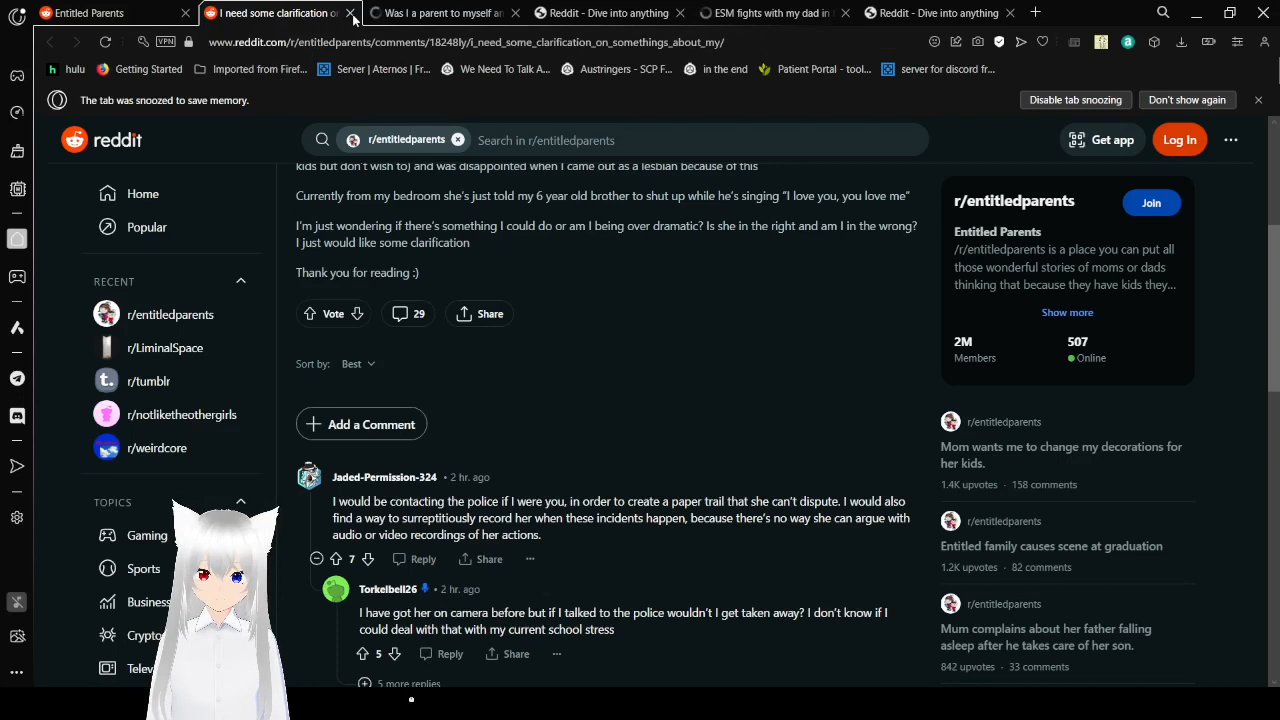 Entitled Parents
I need some clarification o
Was I a parent to myself an
Reddit - Dive into anything
ESM fights with my dad in
Reddit - Dive into anything
VPN
www.reddit.com/r/entitledparents/comments/18248ly/i_need_some_clarification_on_somethings_about_my/
hulu
Getting Started
Imported from Firef...
Server | Aternos | Fr...
We Need To Talk A...
Austringers - SCP F...
in the end
Patient Portal - tool...
server for discord fr...
The tab was snoozed to save memory.
Disable tab snoozing
Don't show again
reddit
r/entitledparents
Search in r/entitledparents
Get app
Log In
Home
Popular
RECENT
r/entitledparents
r/LiminalSpace
r/tumblr
r/notliketheothergirls
r/weirdcore
TOPICS
Gaming
Sports
Business
Crypto
Telev
kids but don't wish to) and was disappointed when I came out as a lesbian because of this
Currently from my bedroom she's just told my 6 year old brother to shut up while he's singing “I love you, you love me”
I'm just wondering if there's something I could do or am I being over dramatic? Is she in the right and am I in the wrong?
I just would like some clarification
Thank you for reading :)
Vote
29
Share
Sort by:
Best
Add a Comment
Jaded-Permission-324 • 2 hr. ago
I would be contacting the police if I were you, in order to create a paper trail that she can't dispute. I would also
find a way to surreptitiously record her when these incidents happen, because there's no way she can argue with
audio or video recordings of her actions.
7
Reply
Share
Torkelbell26 • 2 hr. ago
I have got her on camera before but if I talked to the police wouldn't I get taken away? I don't know if I
could deal with that with my current school stress
5
Reply
Share
5 more replies
r/entitledparents
Join
Entitled Parents
/r/entitledparents is a place you can put all
those wonderful stories of moms or dads
thinking that because they have kids they...
Show more
2M
507
Members
Online
r/entitledparents
Mom wants me to change my decorations for
her kids.
1.4K upvotes · 158 comments
r/entitledparents
Entitled family causes scene at graduation
1.2K upvotes · 82 comments
r/entitledparents
Mum complains about her father falling
asleep after he takes care of her son.
842 upvotes · 33 comments